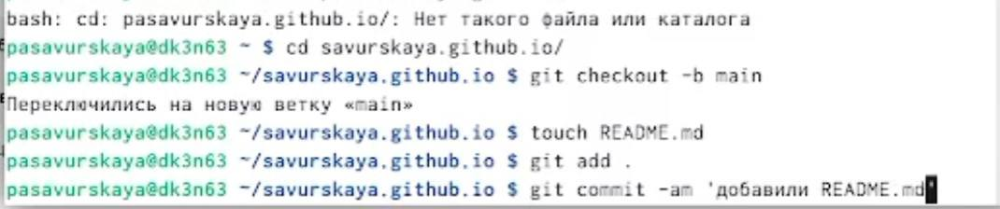 bash: cd: pasavurskaya.github.io/: Нет такого файла или каталога
pasavurskaya@dk3n63 ~ $ cd savurskaya.github.io/
pasavurskaya@dk3n63 ~/savurskaya.github.io $ git checkout -b main
Переключились на новую ветку «main»
pasavurskaya@dk3n63 ~/savurskaya.github.io $ touch README.md
pasavurskaya@dk3n63 ~/savurskaya.github.io $ git add .
pasavurskaya@dk3n63 ~/savurskaya.github.io $ git commit -am 'добавили README.md'